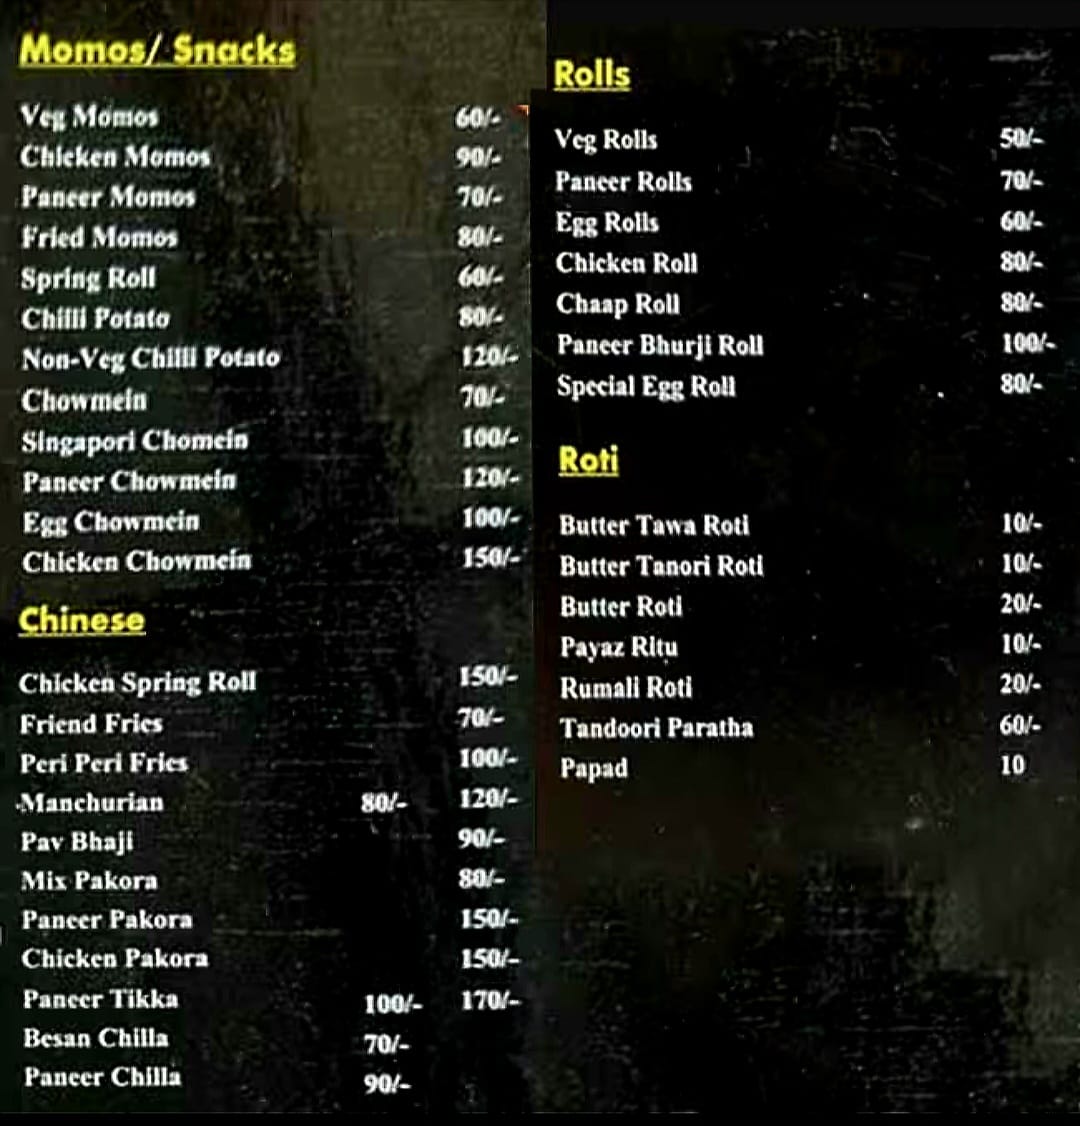 Momos/ Snacks
Veg Momos 60/-
Chicken Momos 90/-
Paneer Momos 70/-
Fried Momos 80/-
Spring Roll 60/-
Chilli Potato 80/-
Non-Veg Chilli Potato 120/-
Chowmein 70/-
Singapori Chomein 100/-
Paneer Chowmein 120/-
Egg Chowmein 100/-
Chicken Chowmein 150/-
Chinese
Chicken Spring Roll 150/-
Friend Fries 70/-
Peri Peri Fries 100/-
Manchurian 80/- 120/-
Pav Bhaji 90/-
Mix Pakora 80/-
Paneer Pakora 150/-
Chicken Pakora 150/-
Paneer Tikka 100/- 170/-
Besan Chilla 70/-
Paneer Chilla 90/-
Rolls
Veg Rolls 50/-
Paneer Rolls 70/-
Egg Rolls 60/-
Chicken Roll 80/-
Chaap Roll 80/-
Paneer Bhurji Roll 100/-
Special Egg Roll 80/-
Roti
Butter Tawa Roti 10/-
Butter Tanori Roti 10/-
Butter Roti 20/-
Payaz Ritu 10/-
Rumali Roti 20/-
Tandoori Paratha 60/-
Papad 10